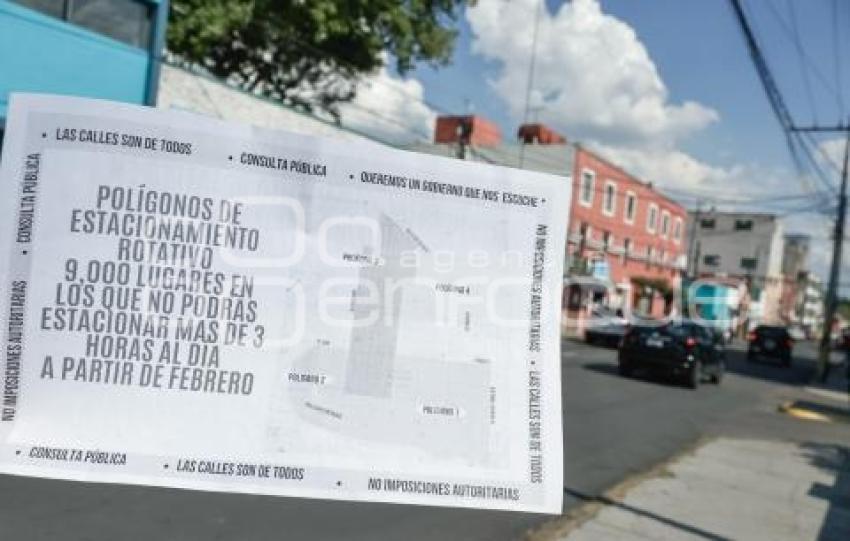 • LAS CALLES SON DE TODOS
• CONSULTA PÚBLICA
• QUEREMOS UN GOBIERNO QUE NOS ESCUCHE •
POLÍGONOS DE
ESTACIONAMIENTO
ROTATIVO
9,000 LUGARES EN
LOS QUE NO PODRÁS
ESTACIONAR MÁS DE 3
HORAS AL DÍA
A PARTIR DE FEBRERO
POLÍGONO 4
POLÍGONO 2
POLÍGONO 1
NO IMPOSICIONES AUTORITARIAS • CONSULTA PÚBLICA
NO IMPOSICIONES AUTORITARIAS • LAS CALLES SON DE TODOS
• CONSULTA PÚBLICA
• LAS CALLES SON DE TODOS
• NO IMPOSICIONES AUTORITARIAS
agencia
enfoque